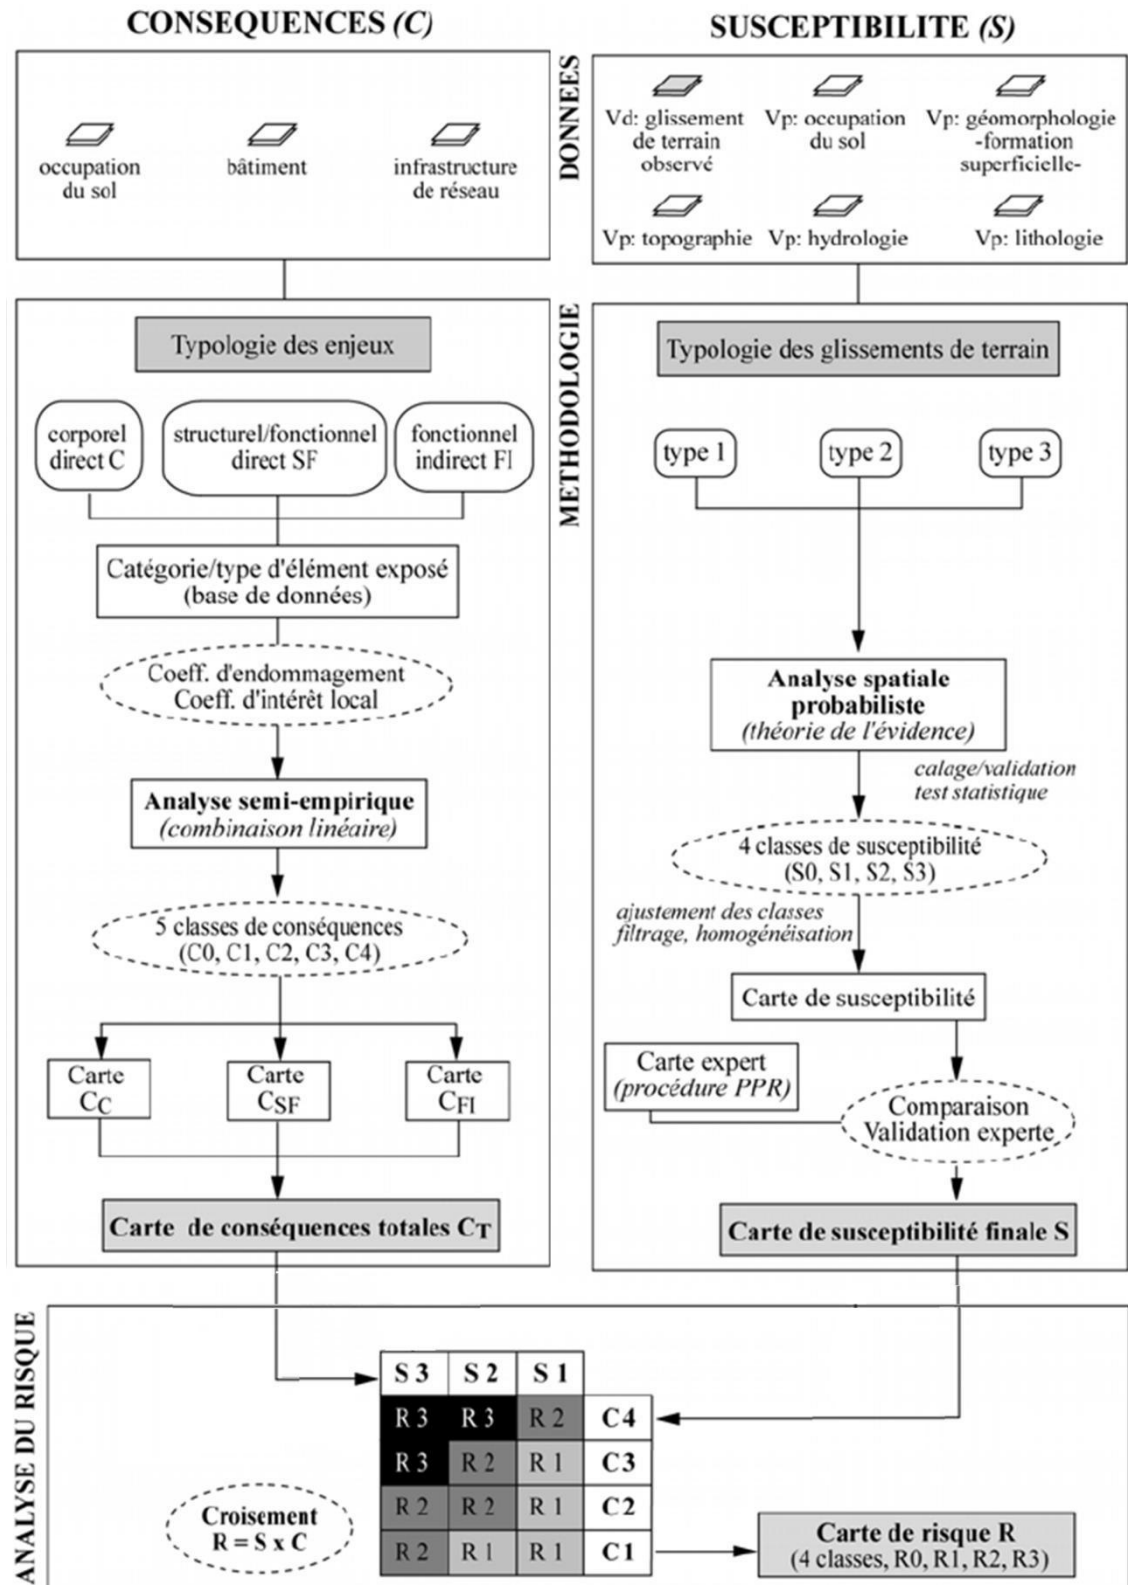 CONSEQUENCES (C)
occupation
du sol
bâtiment
infrastructure
de réseau
Typologie des enjeux
corporel
direct C
structurel/fonctionnel
direct SF
fonctionnel
indirect FI
Catégorie/type d'élément exposé
(base de données)
Coeff. d'endommagement
Coeff. d'intérêt local
Analyse semi-empirique
(combinaison linéaire)
5 classes de conséquences
(C0, C1, C2, C3, C4)
Carte
CC
Carte
CSF
Carte
CFI
Carte de conséquences totales CT
DONNEES
METHODOLOGIE
SUSCEPTIBILITE (S)
Vd: glissement
de terrain
observé
Vp: occupation
du sol
Vp: géomorphologie
-formation
superficielle-
Vp: topographie
Vp: hydrologie
Vp: lithologie
Typologie des glissements de terrain
type 1
type 2
type 3
Analyse spatiale
probabiliste
(théorie de l'évidence)
calage/validation
test statistique
4 classes de susceptibilité
(S0, S1, S2, S3)
ajustement des classes
filtrage, homogénéisation
Carte de susceptibilité
Carte expert
(procédure PPR)
Comparaison
Validation experte
Carte de susceptibilité finale S
ANALYSE DU RISQUE
S 3 S 2 S 1
R 3 R 3 R 2 C4
R 3 R 2 R 1 C3
R 2 R 2 R 1 C2
R 2 R 1 R 1 C1
Croisement
R = S x C
Carte de risque R
(4 classes, R0, R1, R2, R3)